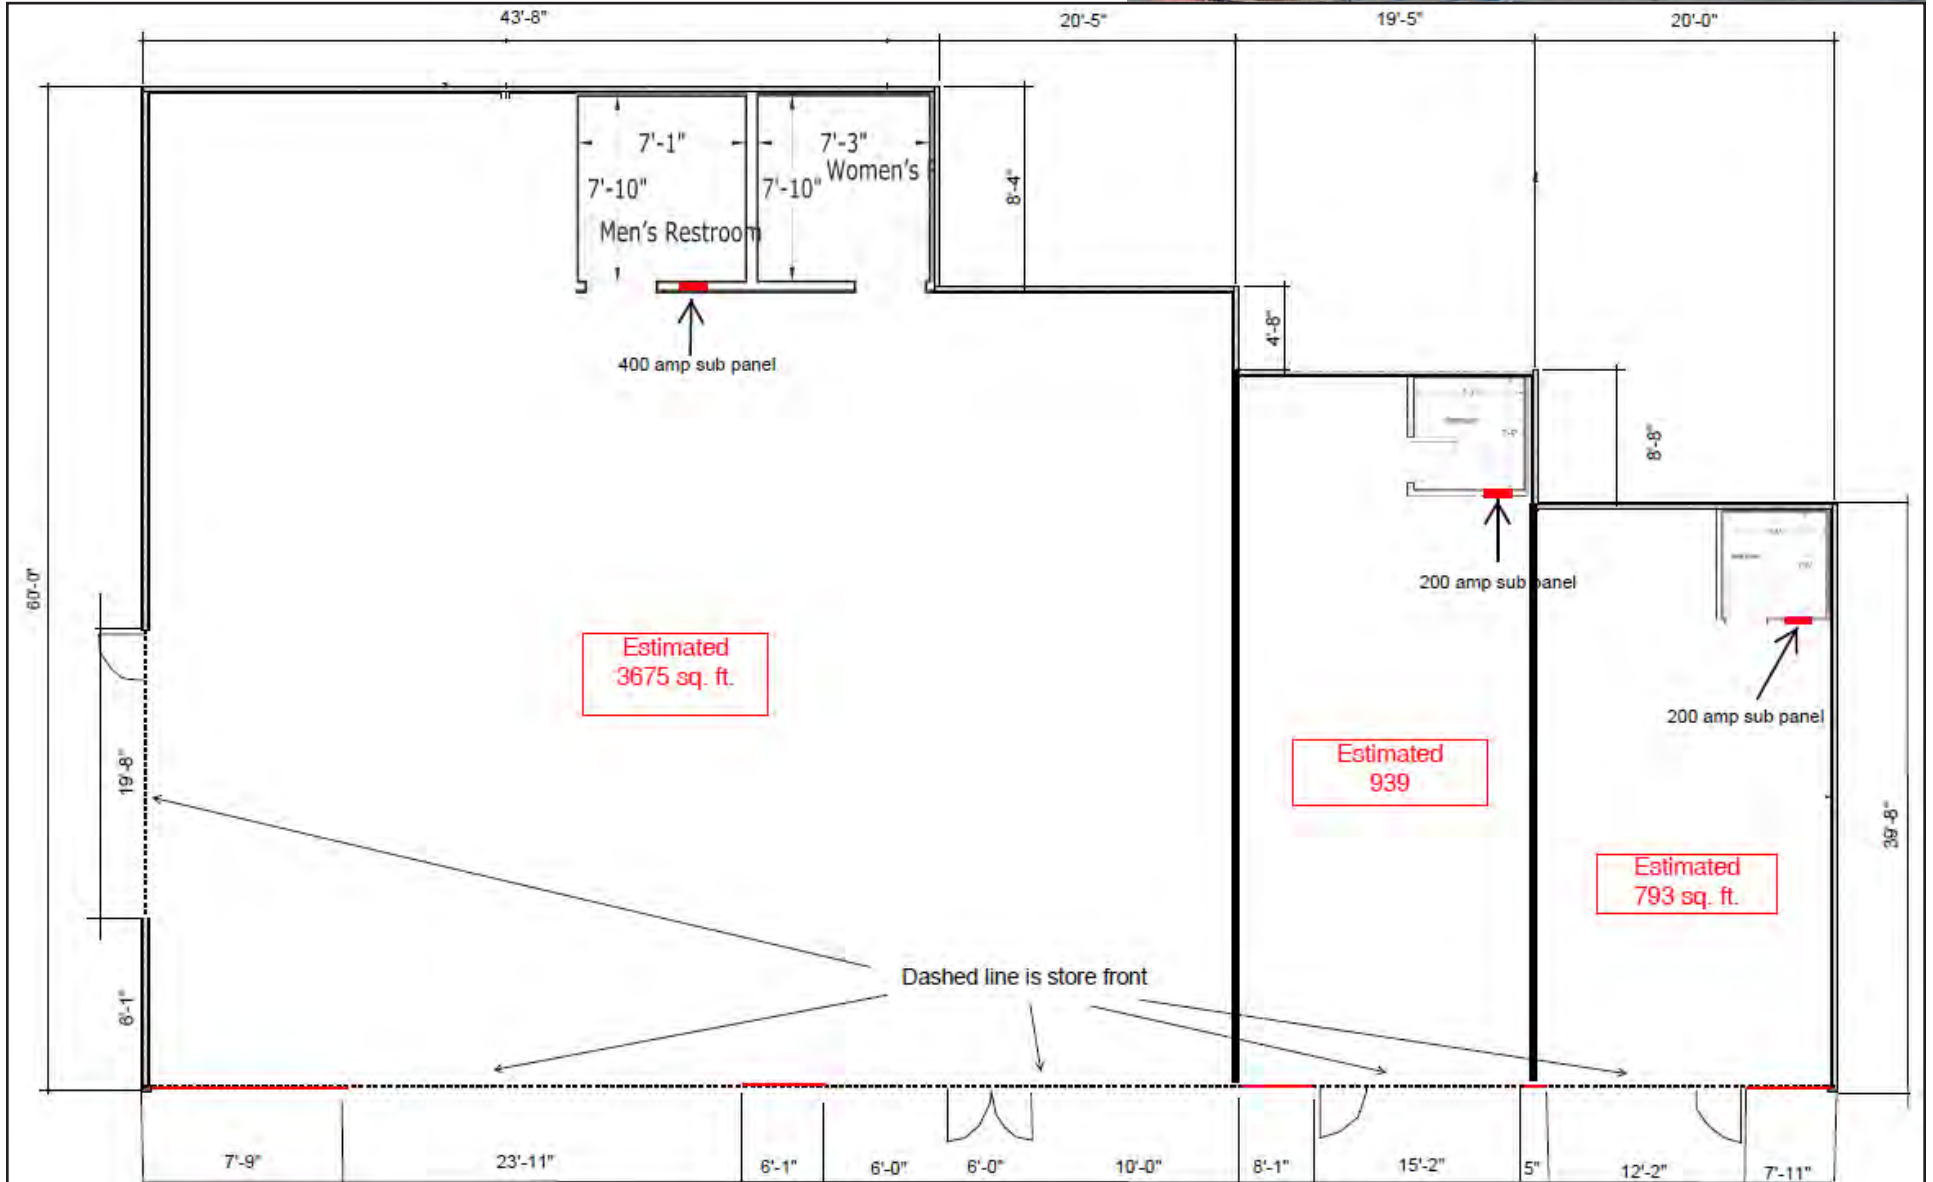 43'-8"
20'-5"
19'-5"
20'-0"
7'-1"
7'-3"
Women's
7'-10"
7'-10"
8'-4"
Men's Restroom
4'-8"
400 amp sub panel
8'-8"
200 amp sub panel
60'-0"
Estimated
3675 sq. ft.
200 amp sub panel
19'-8"
Estimated
939
39'-8"
Estimated
793 sq. ft.
Dashed line is store front
6'-1"
7'-9"
23'-11"
6'-1"
6'-0"
6'-0"
10'-0"
8'-1"
15'-2"
5"
12'-2"
7'-11"